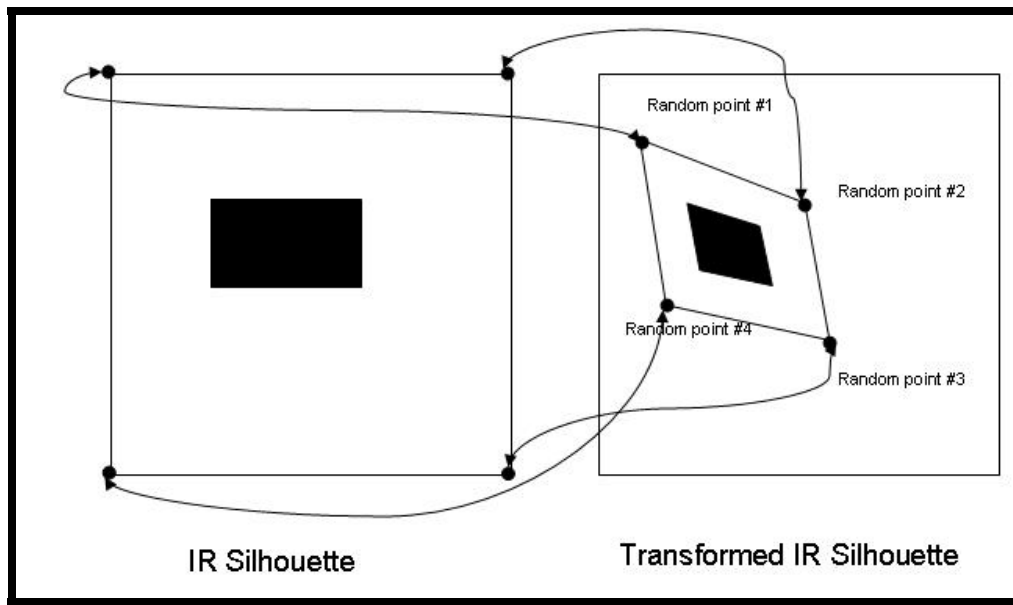 Random point #1
Random point #2
Random point #4
Random point #3
IR Silhouette
Transformed IR Silhouette